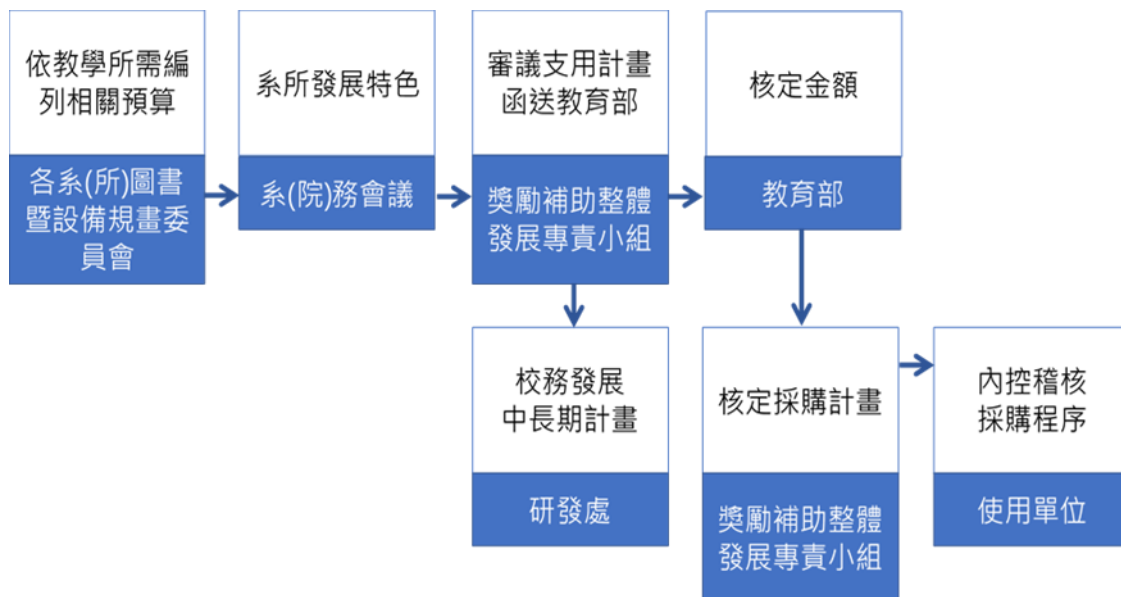 依教學所需編
列相關預算
各系(所)圖書
暨設備規畫委
員會
系所發展特色
系(院)務會議
審議支用計畫
函送教育部
獎勵補助整體
發展專責小組
核定金額
教育部
校務發展
中長期計畫
研發處
核定採購計畫
獎勵補助整體
發展專責小組
內控稽核
採購程序
使用單位